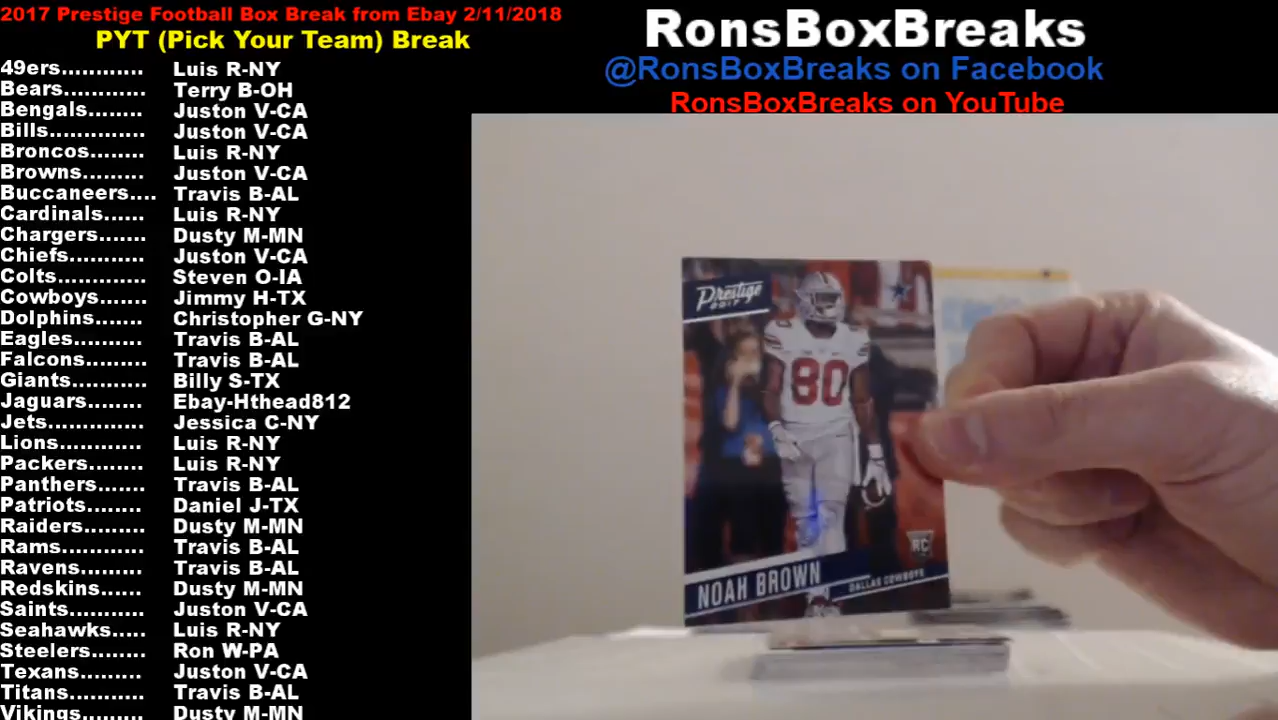 2017 Prestige Football Box Break from Ebay 2/11/2018
PYT (Pick Your Team) Break
49ers............ Luis R-NY
Bears............ Terry B-OH
Bengals........ Juston V-CA
Bills.............. Juston V-CA
Broncos........ Luis R-NY
Browns......... Juston V-CA
Buccaneers.... Travis B-AL
Cardinals...... Luis R-NY
Chargers....... Dusty M-MN
Chiefs........... Juston V-CA
Colts............. Steven O-IA
Cowboys....... Jimmy H-TX
Dolphins........ Christopher G-NY
Eagles........... Travis B-AL
Falcons......... Travis B-AL
Giants........... Billy S-TX
Jaguars........ Ebay-Hthead812
Jets.............. Jessica C-NY
Lions............ Luis R-NY
Packers........ Luis R-NY
Panthers....... Travis B-AL
Patriots........ Daniel J-TX
Raiders......... Dusty M-MN
Rams............ Travis B-AL
Ravens.......... Travis B-AL
Redskins....... Dusty M-MN
Saints........... Juston V-CA
Seahawks..... Luis R-NY
Steelers........ Ron W-PA
Texans......... Juston V-CA
Titans........... Travis B-AL
Vikings......... Dusty M-MN
RonsBoxBreaks
@RonsBoxBreaks on Facebook
RonsBoxBreaks on YouTube
Prestige
2017
80
RC
NOAH BROWN
DALLAS COWBOYS